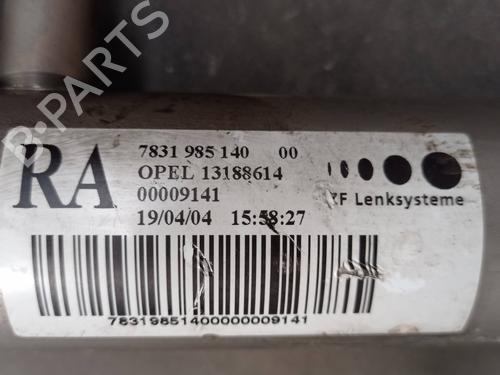 B-PARTS
RA
7831 985 140 00
OPEL 13188614
00009141
19/04/04 15:58:27
ZF Lenksysteme
78319851400000009141